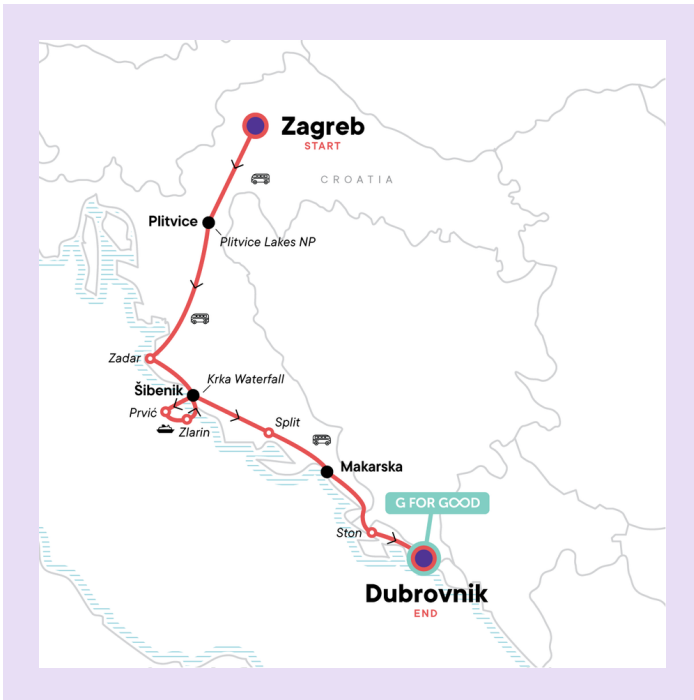 Zagreb
START
CROATIA
Plitvice
Plitvice Lakes NP
Zadar
Krka Waterfall
Šibenik
Prvić
Zlarin
Split
Makarska
G FOR GOOD
Ston
Dubrovnik
END